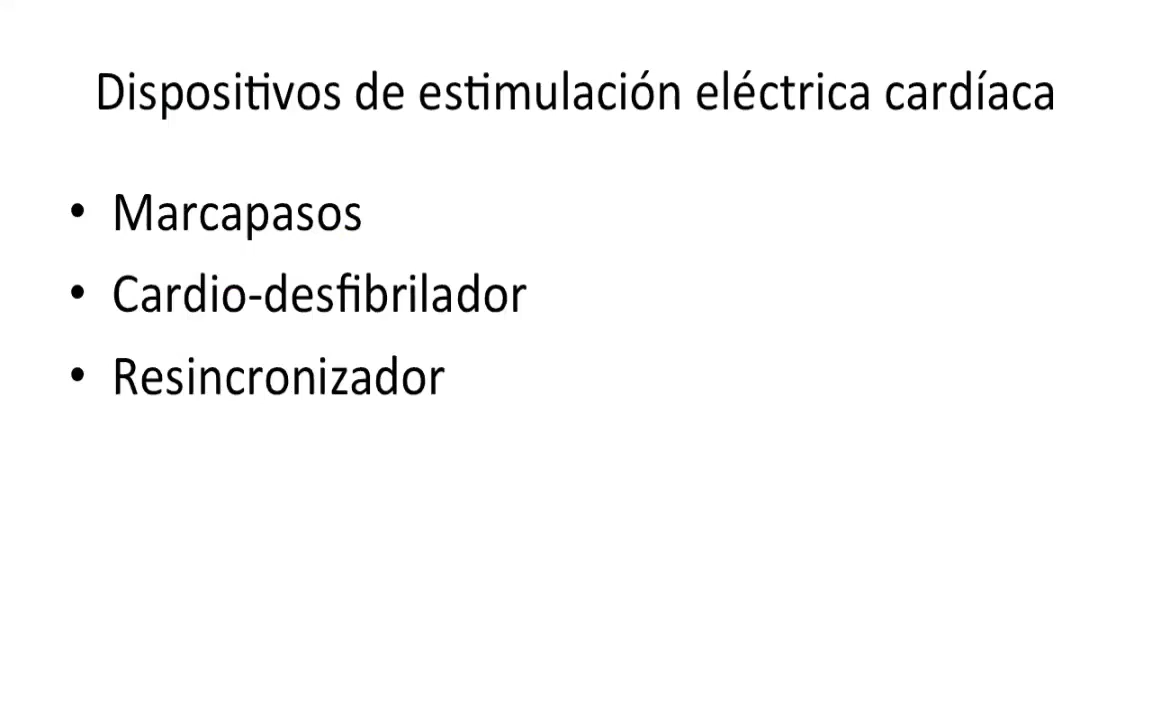 Dispositivos de estimulación eléctrica cardíaca
• Marcapasos
• Cardio-desfibrilador
• Resincronizador